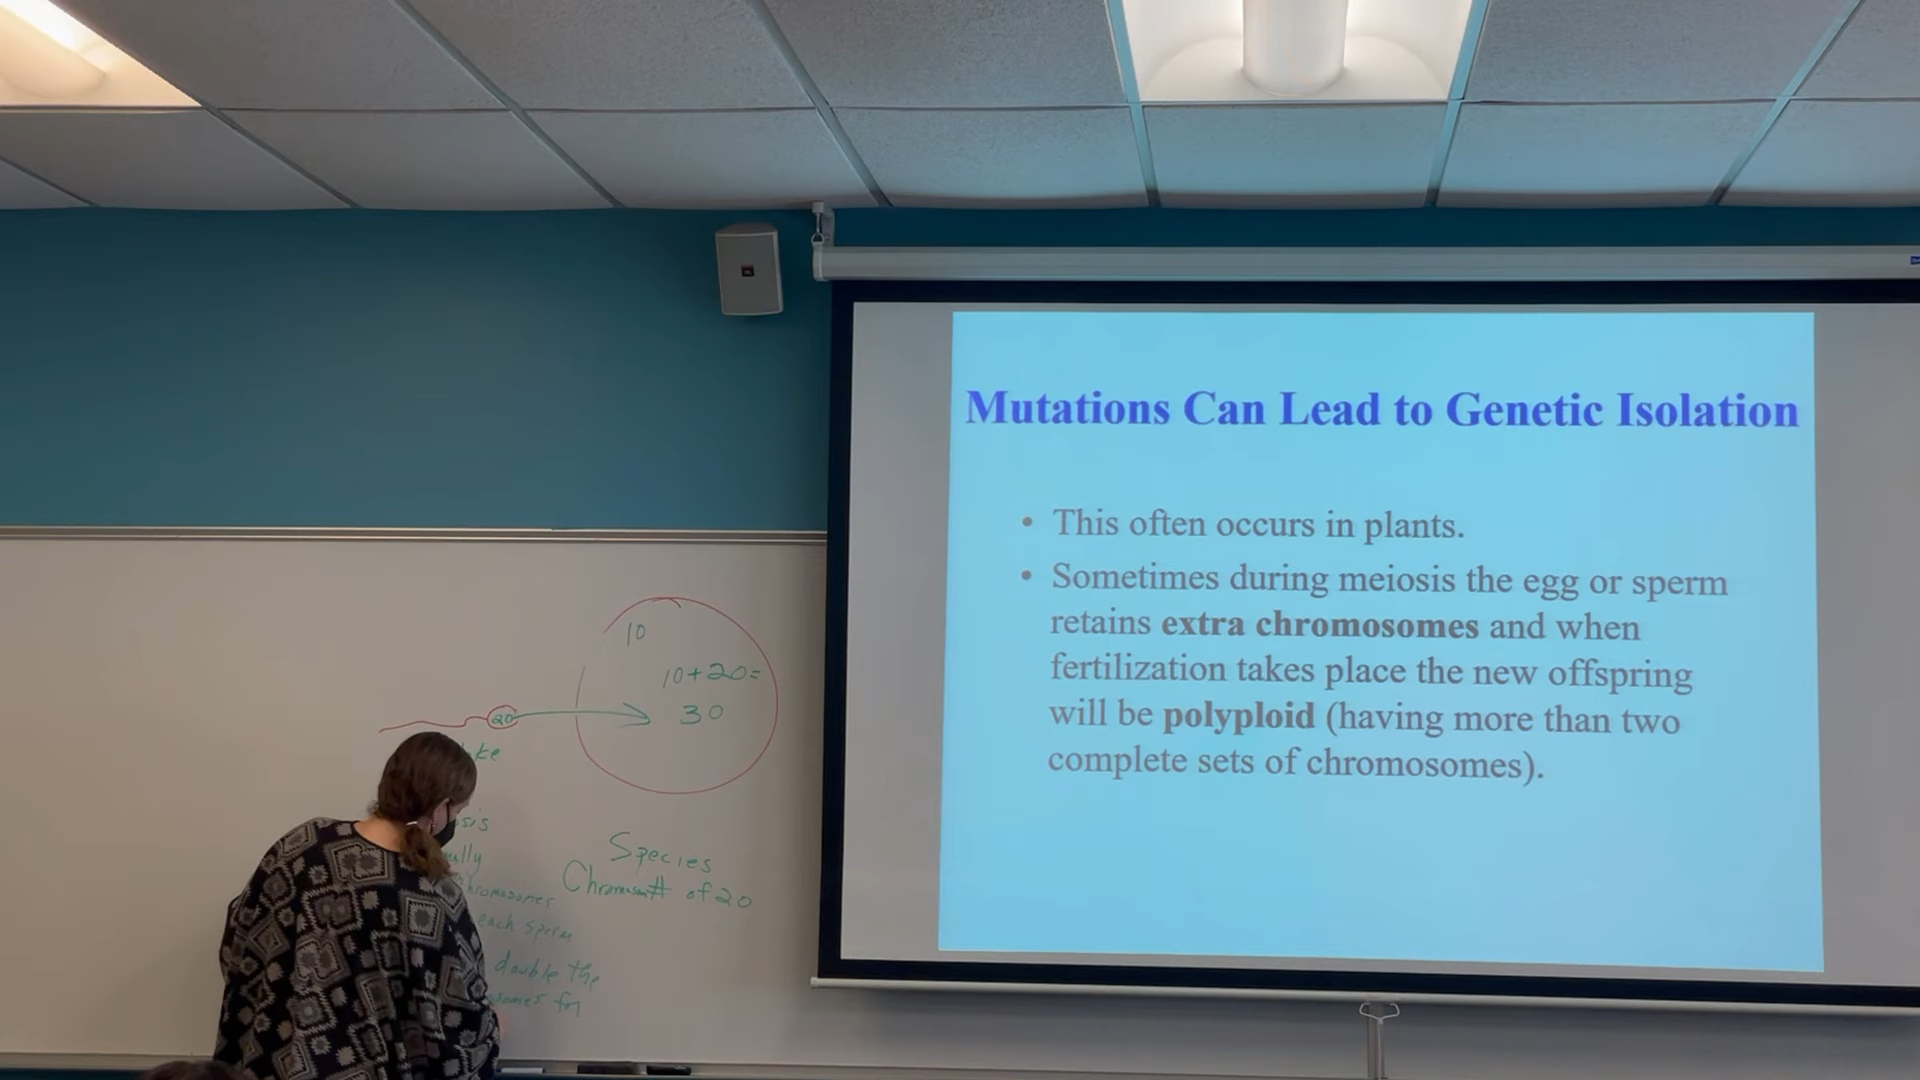 Mutations Can Lead to Genetic Isolation
• This often occurs in plants.
• Sometimes during meiosis the egg or sperm
retains extra chromosomes and when
fertilization takes place the new offspring
will be polyploid (having more than two
complete sets of chromosomes).
10
10+20=
30
20
Species
of 20
each sperm
double the
for